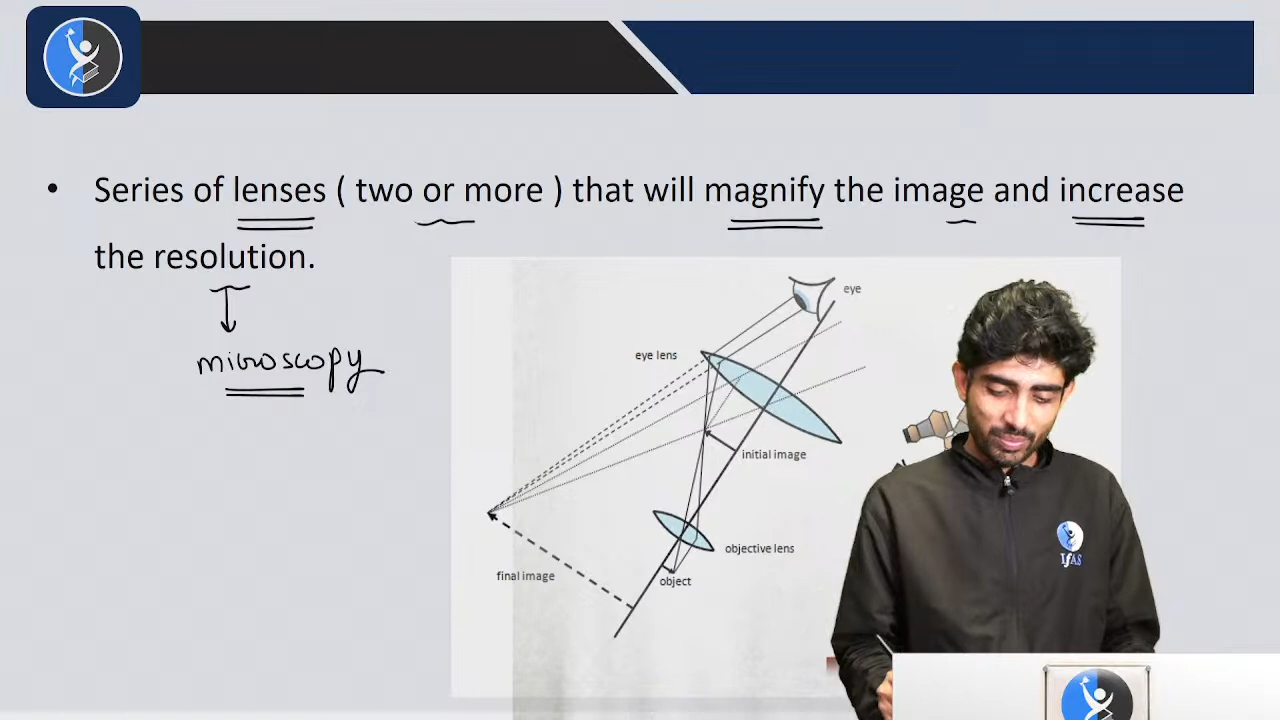 • Series of lenses ( two or more ) that will magnify the image and increase
the resolution.
microscopy
eye
eye lens
initial image
objective lens
object
final image
IFAS